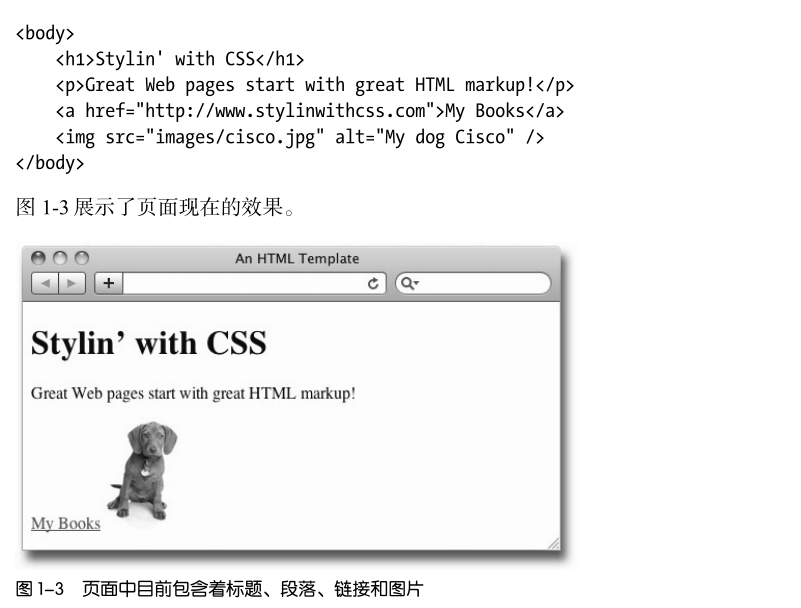 <body>
<h1>Stylin' with CSS</h1>
<p>Great Web pages start with great HTML markup!</p>
<a href="http://www.stylinwithcss.com">My Books</a>
<img src="images/cisco.jpg" alt="My dog Cisco" />
</body>
图 1-3 展示了页面现在的效果。
An HTML Template
Stylin’ with CSS
Great Web pages start with great HTML markup!
My Books
图 1-3 页面中目前包含着标题、段落、链接和图片